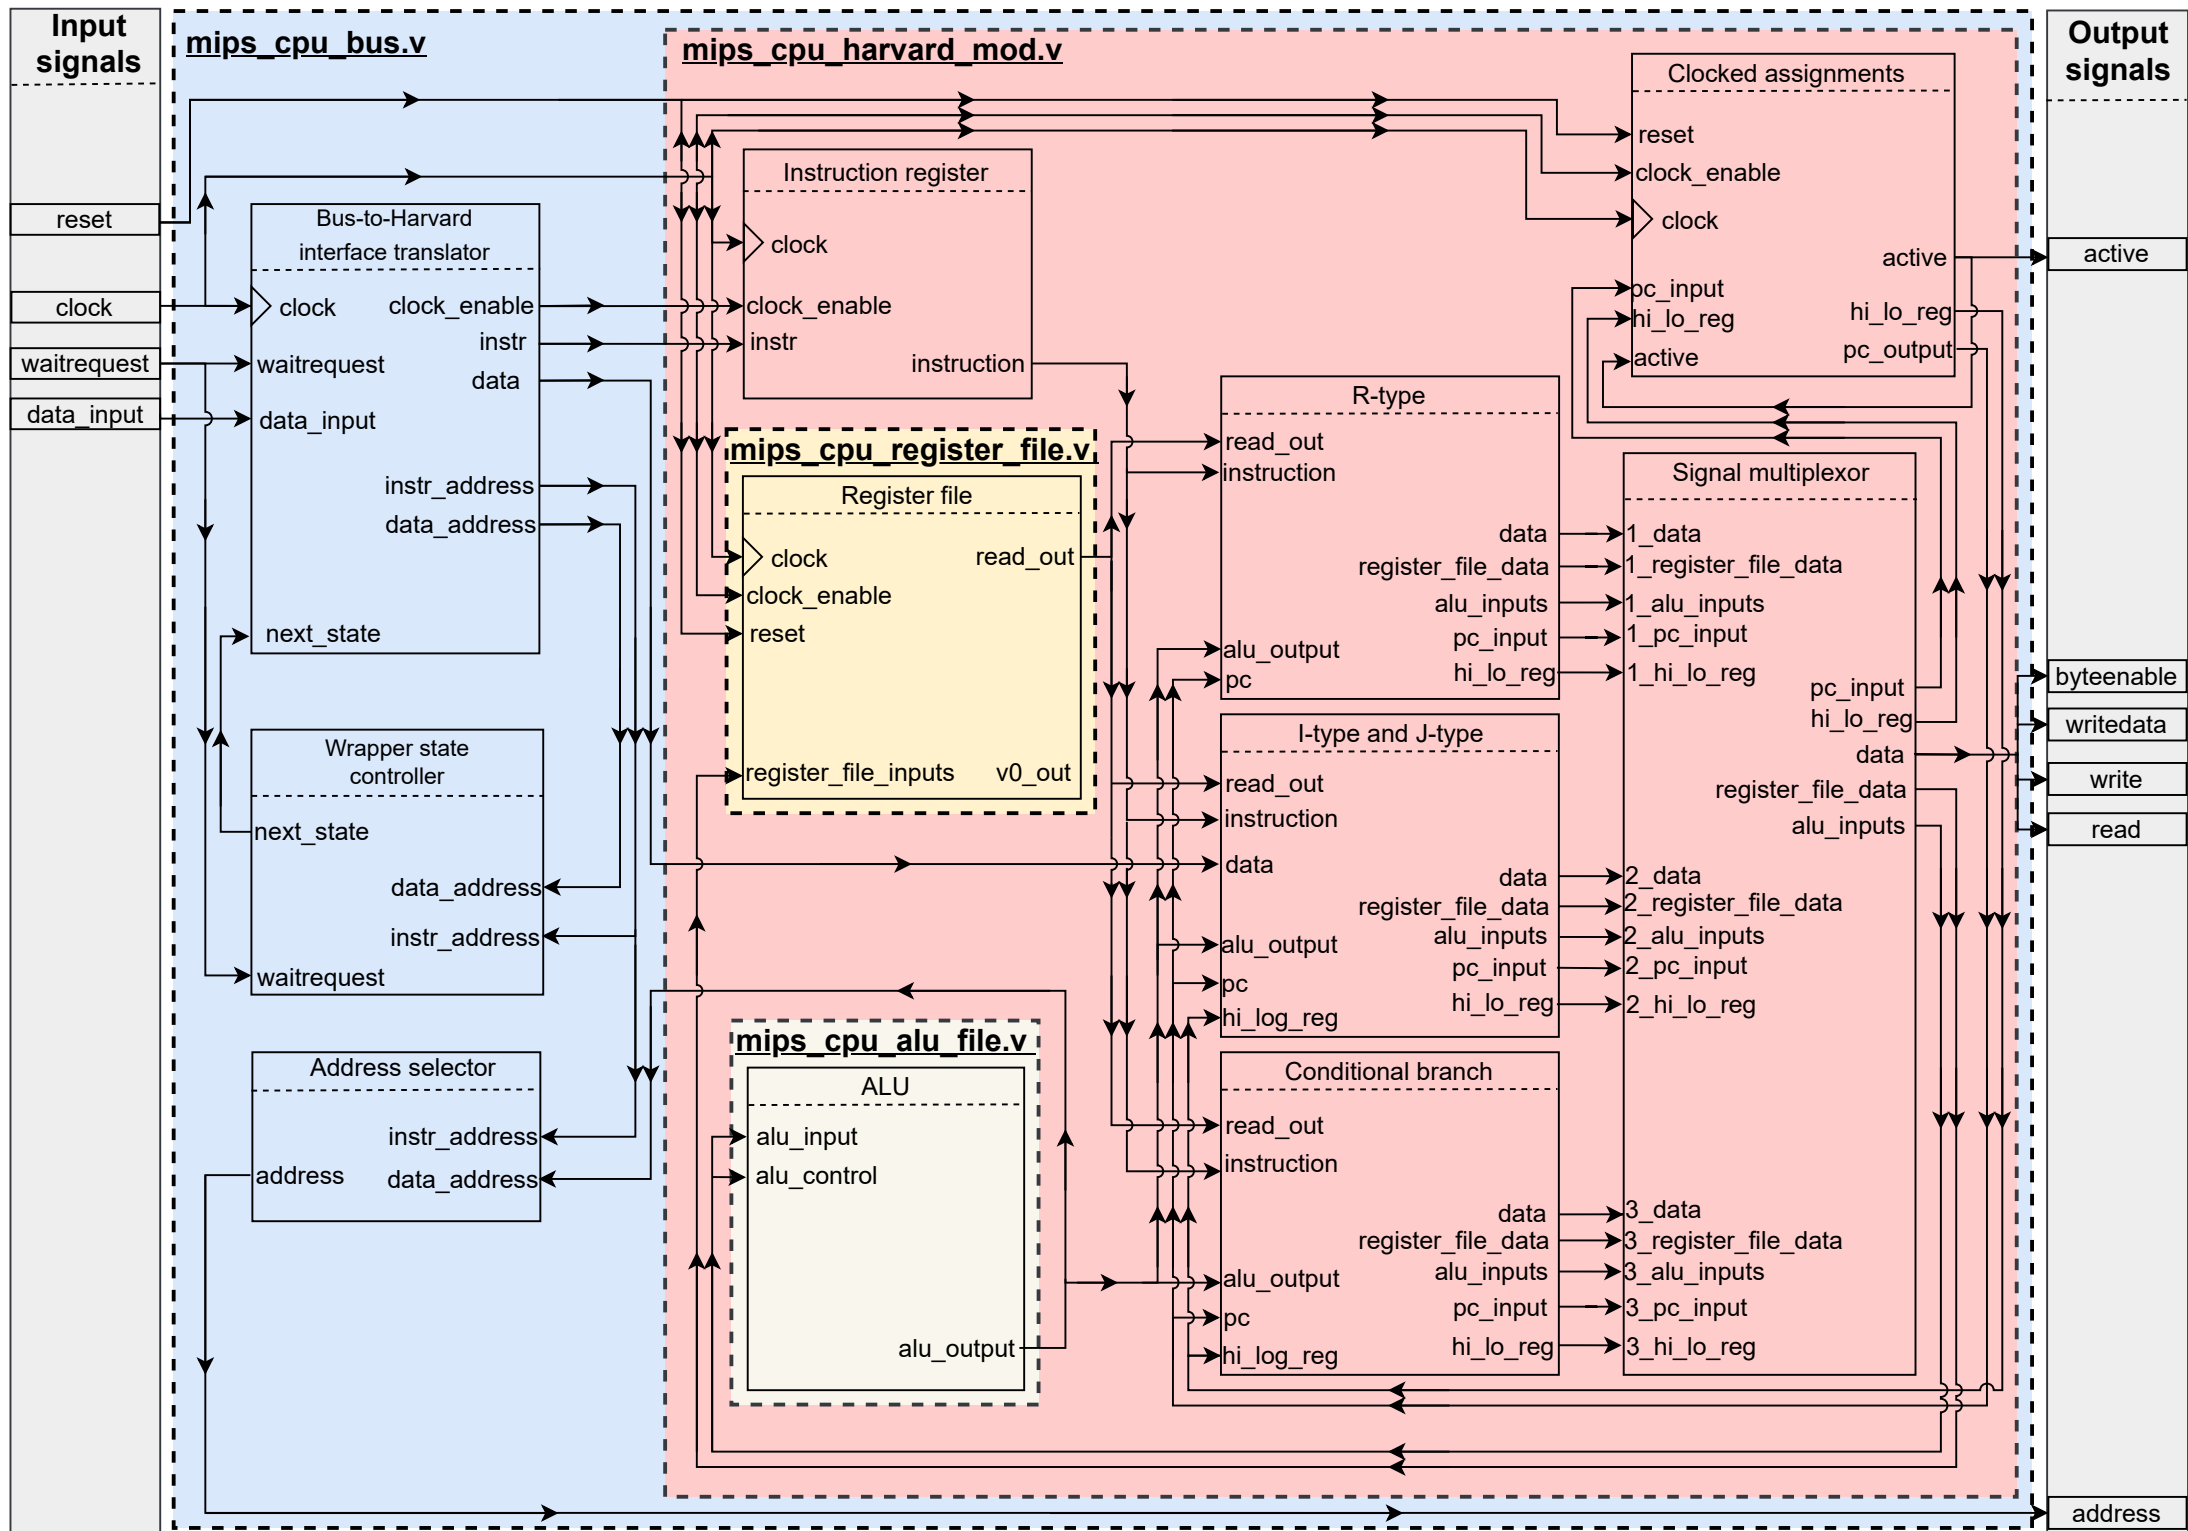 Input
signals
reset
clock
waitrequest
data_input
mips_cpu_bus.v
Bus-to-Harvard
interface translator
clock
waitrequest
data_input
clock_enable
instr
data
instr_address
data_address
next_state
Wrapper state
controller
next_state
data_address
instr_address
waitrequest
Address selector
instr_address
address
data_address
mips_cpu_harvard_mod.v
Instruction register
clock
clock_enable
instr
instruction
mips_cpu_register_file.v
Register file
clock
read_out
clock_enable
reset
register_file_inputs
v0_out
mips_cpu_alu_file.v
ALU
alu_input
alu_control
alu_output
R-type
read_out
instruction
data
register_file_data
alu_inputs
pc_input
alu_output
hi_lo_reg
pc
I-type and J-type
read_out
instruction
data
data
register_file_data
alu_inputs
alu_output
pc_input
pc
hi_lo_reg
hi_log_reg
Conditional branch
read_out
instruction
data
register_file_data
alu_inputs
alu_output
pc_input
pc
hi_lo_reg
hi_log_reg
Clocked assignments
reset
clock_enable
clock
active
pc_input
hi_lo_reg
hi_lo_reg
pc_output
active
Signal multiplexor
1_data
1_register_file_data
1_alu_inputs
1_pc_input
1_hi_lo_reg
pc_input
hi_lo_reg
data
register_file_data
alu_inputs
2_data
2_register_file_data
2_alu_inputs
2_pc_input
2_hi_lo_reg
3_data
3_register_file_data
3_alu_inputs
3_pc_input
3_hi_lo_reg
Output
signals
active
byteenable
writedata
write
read
address